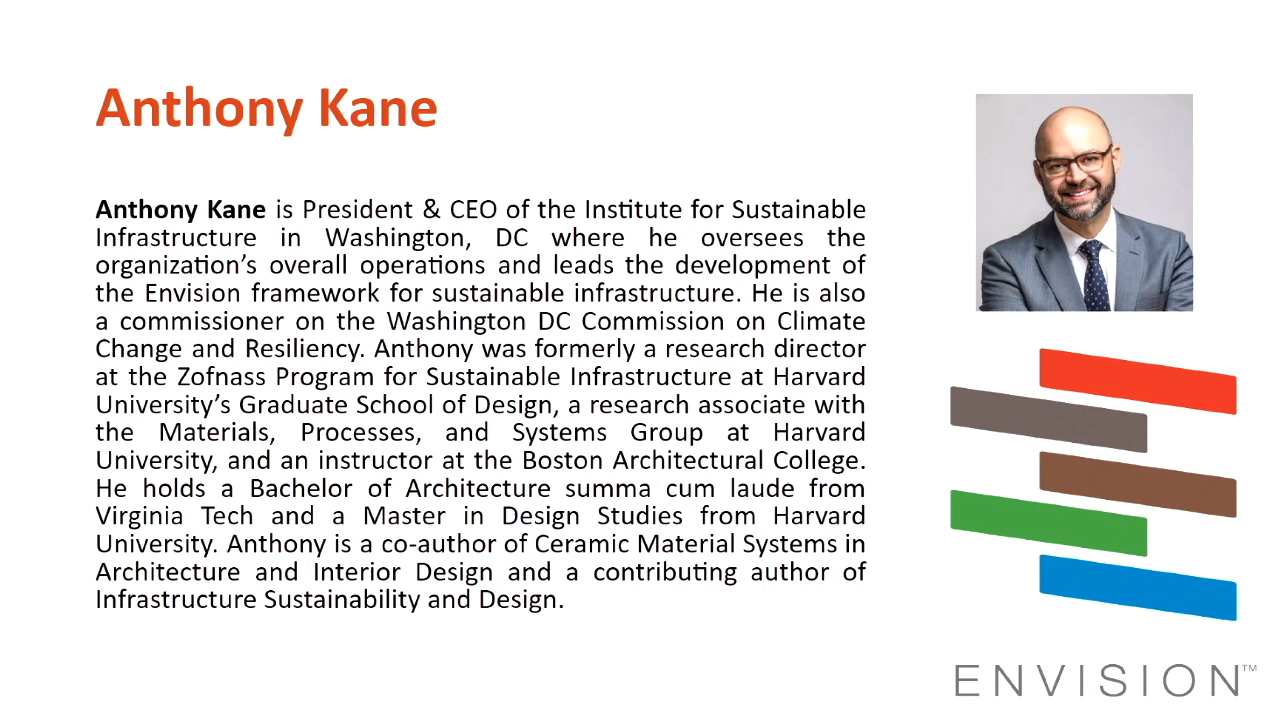 Anthony Kane
Anthony Kane is President & CEO of the Institute for Sustainable
Infrastructure in Washington, DC where he oversees the
organization's overall operations and leads the development of
the Envision framework for sustainable infrastructure. He is also
a commissioner on the Washington DC Commission on Climate
Change and Resiliency. Anthony was formerly a research director
at the Zofnass Program for Sustainable Infrastructure at Harvard
University's Graduate School of Design, a research associate with
the Materials, Processes, and Systems Group at Harvard
University, and an instructor at the Boston Architectural College.
He holds a Bachelor of Architecture summa cum laude from
Virginia Tech and a Master in Design Studies from Harvard
University. Anthony is a co-author of Ceramic Material Systems in
Architecture and Interior Design and a contributing author of
Infrastructure Sustainability and Design.
ENVISION™